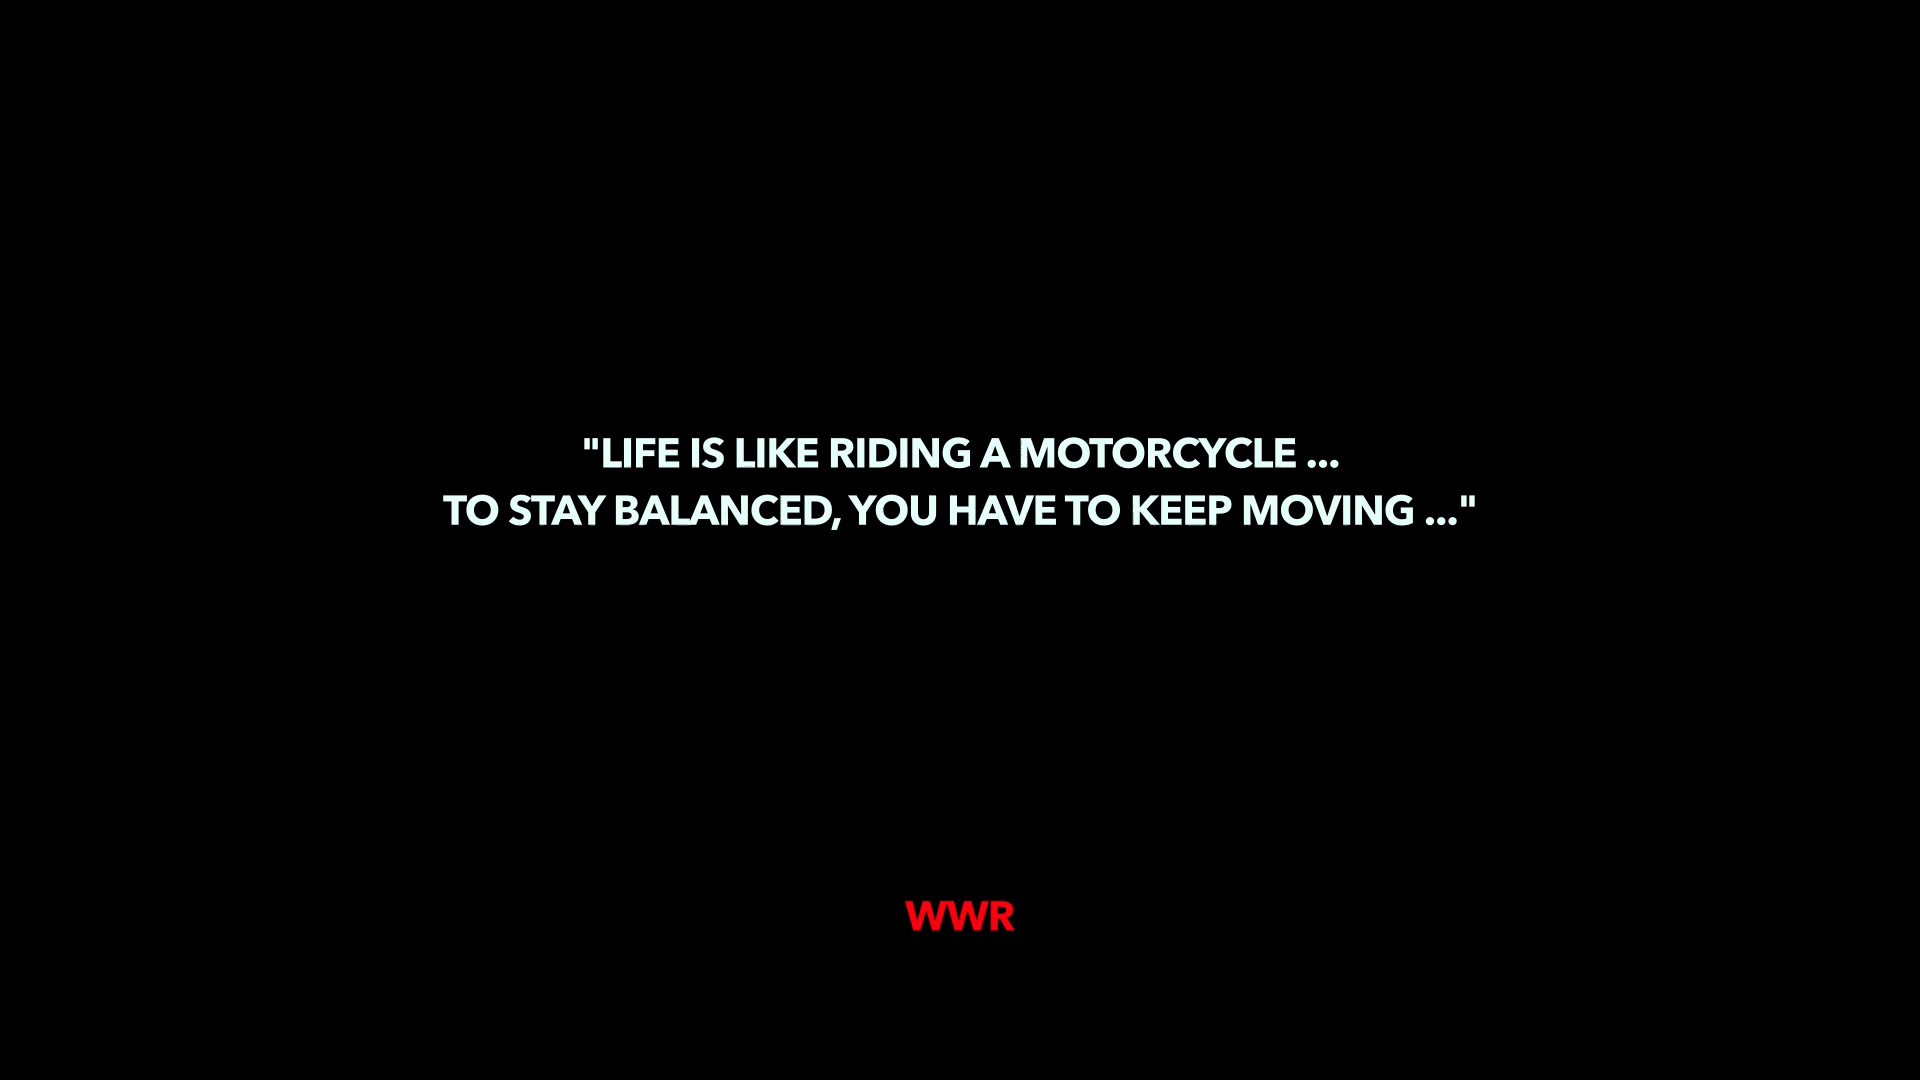 "LIFE IS LIKE RIDING A MOTORCYCLE ...
TO STAY BALANCED, YOU HAVE TO KEEP MOVING ..."
WWR